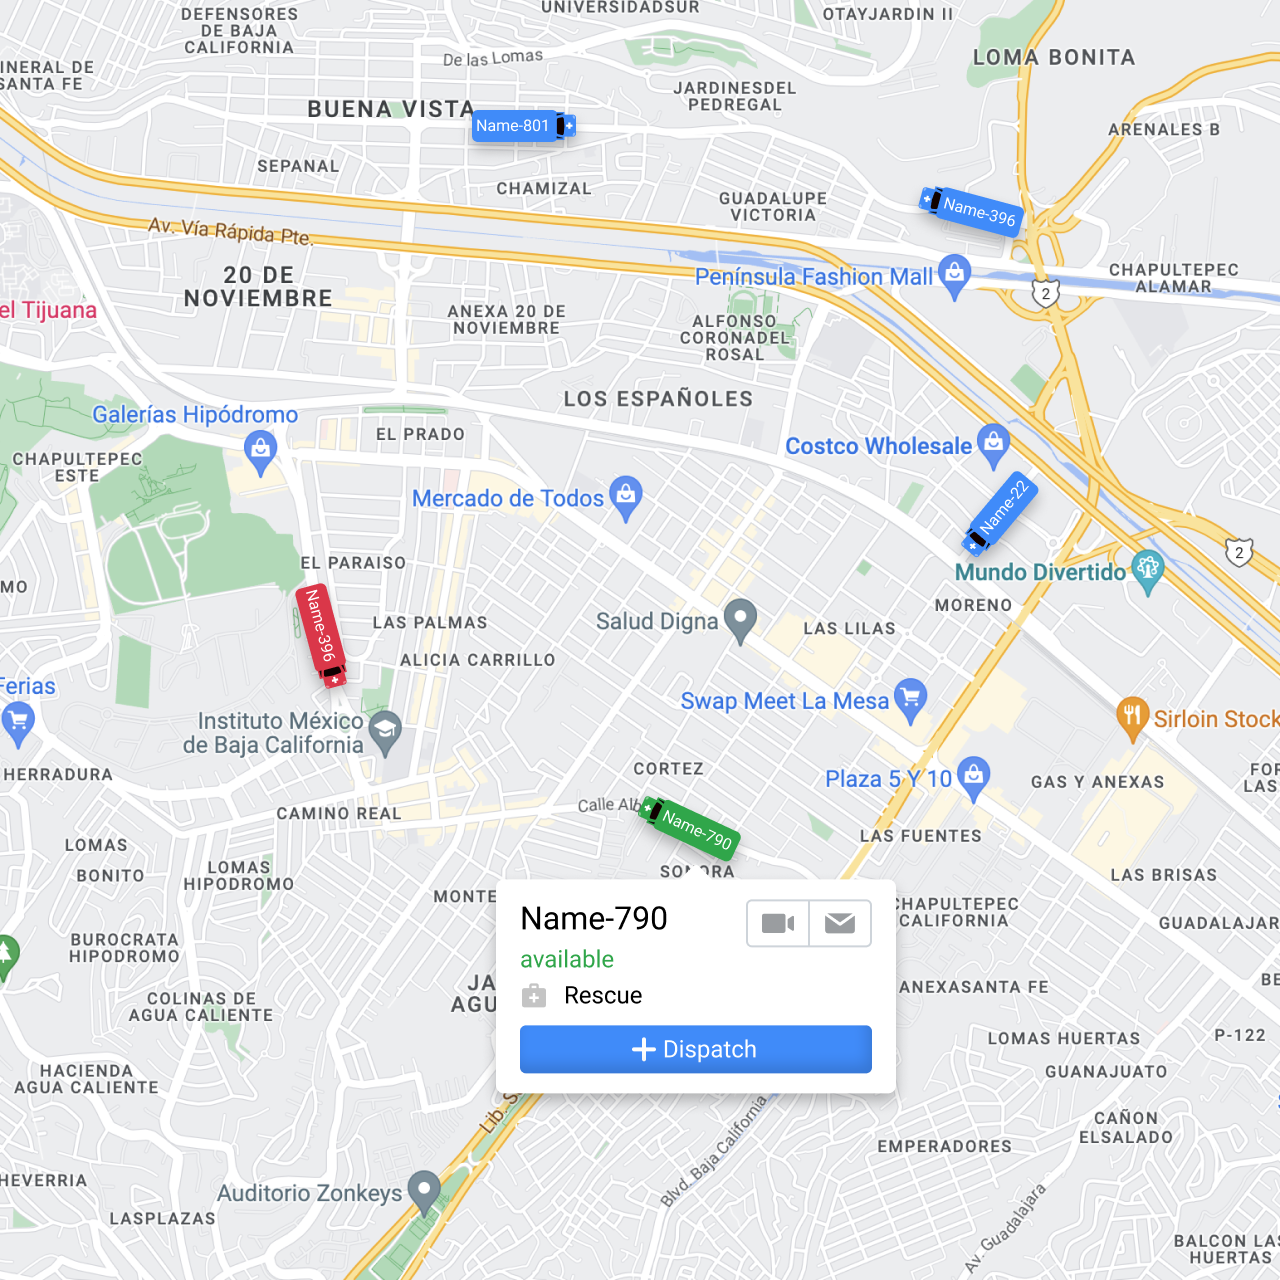 UNIVERSIDADSUR
OTAYJARDIN II
DEFENSORES
DE BAJA
CALIFORNIA
De las Lomas
LOMA BONITA
INERAL DE
SANTA FE
JARDINESDEL
PEDREGAL
BUENA VISTA
Name-801
ARENALES B
SEPANAL
CHAMIZAL
GUADALUPE
VICTORIA
Name-396
Av. Vía Rápida Pte.
20 DE
NOVIEMBRE
Península Fashion Mall
CHAPULTEPEC
ALAMAR
2
el Tijuana
ANEXA 20 DE
NOVIEMBRE
ALFONSO
CORONADEL
ROSAL
LOS ESPAÑOLES
Galerías Hipódromo
EL PRADO
Costco Wholesale
CHAPULTEPEC
ESTE
Mercado de Todos
Name-22
2
EL PARAISO
Mundo Divertido
MO
MORENO
Name-396
LAS PALMAS
Salud Digna
LAS LILAS
ALICIA CARRILLO
Ferias
Swap Meet La Mesa
Instituto México
de Baja California
Sirloin Stock
HERRADURA
CORTEZ
Plaza 5 Y 10
GAS Y ANEXAS
FOR
LAS
CAMINO REAL
Calle Alb
Name-790
LAS FUENTES
LOMAS
BONITO
LOMAS
HIPODROMO
SONORA
LAS BRISAS
MONTE
CHAPULTEPEC
CALIFORNIA
GUADALAJAR
Name-790
available
Rescue
Dispatch
BUROCRATA
HIPODROMO
JA
AGU
ANEXASANTA FE
BE
COLINAS DE
AGUA CALIENTE
LOMAS HUERTAS
P-122
HACIENDA
AGUA CALIENTE
GUANAJUATO
Lib. S
Blvd. Baja California
CAÑON
ELSALADO
EMPERADORES
HEVERRIA
Auditorio Zonkeys
LASPLAZAS
Av. Guadalajara
BALCON LAS
HUERTAS